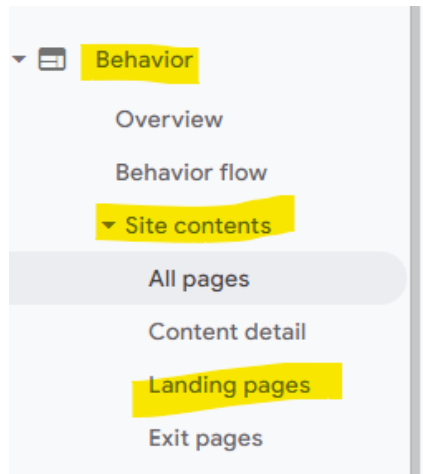 Behavior
Overview
Behavior flow
Site contents
All pages
Content detail
Landing pages
Exit pages